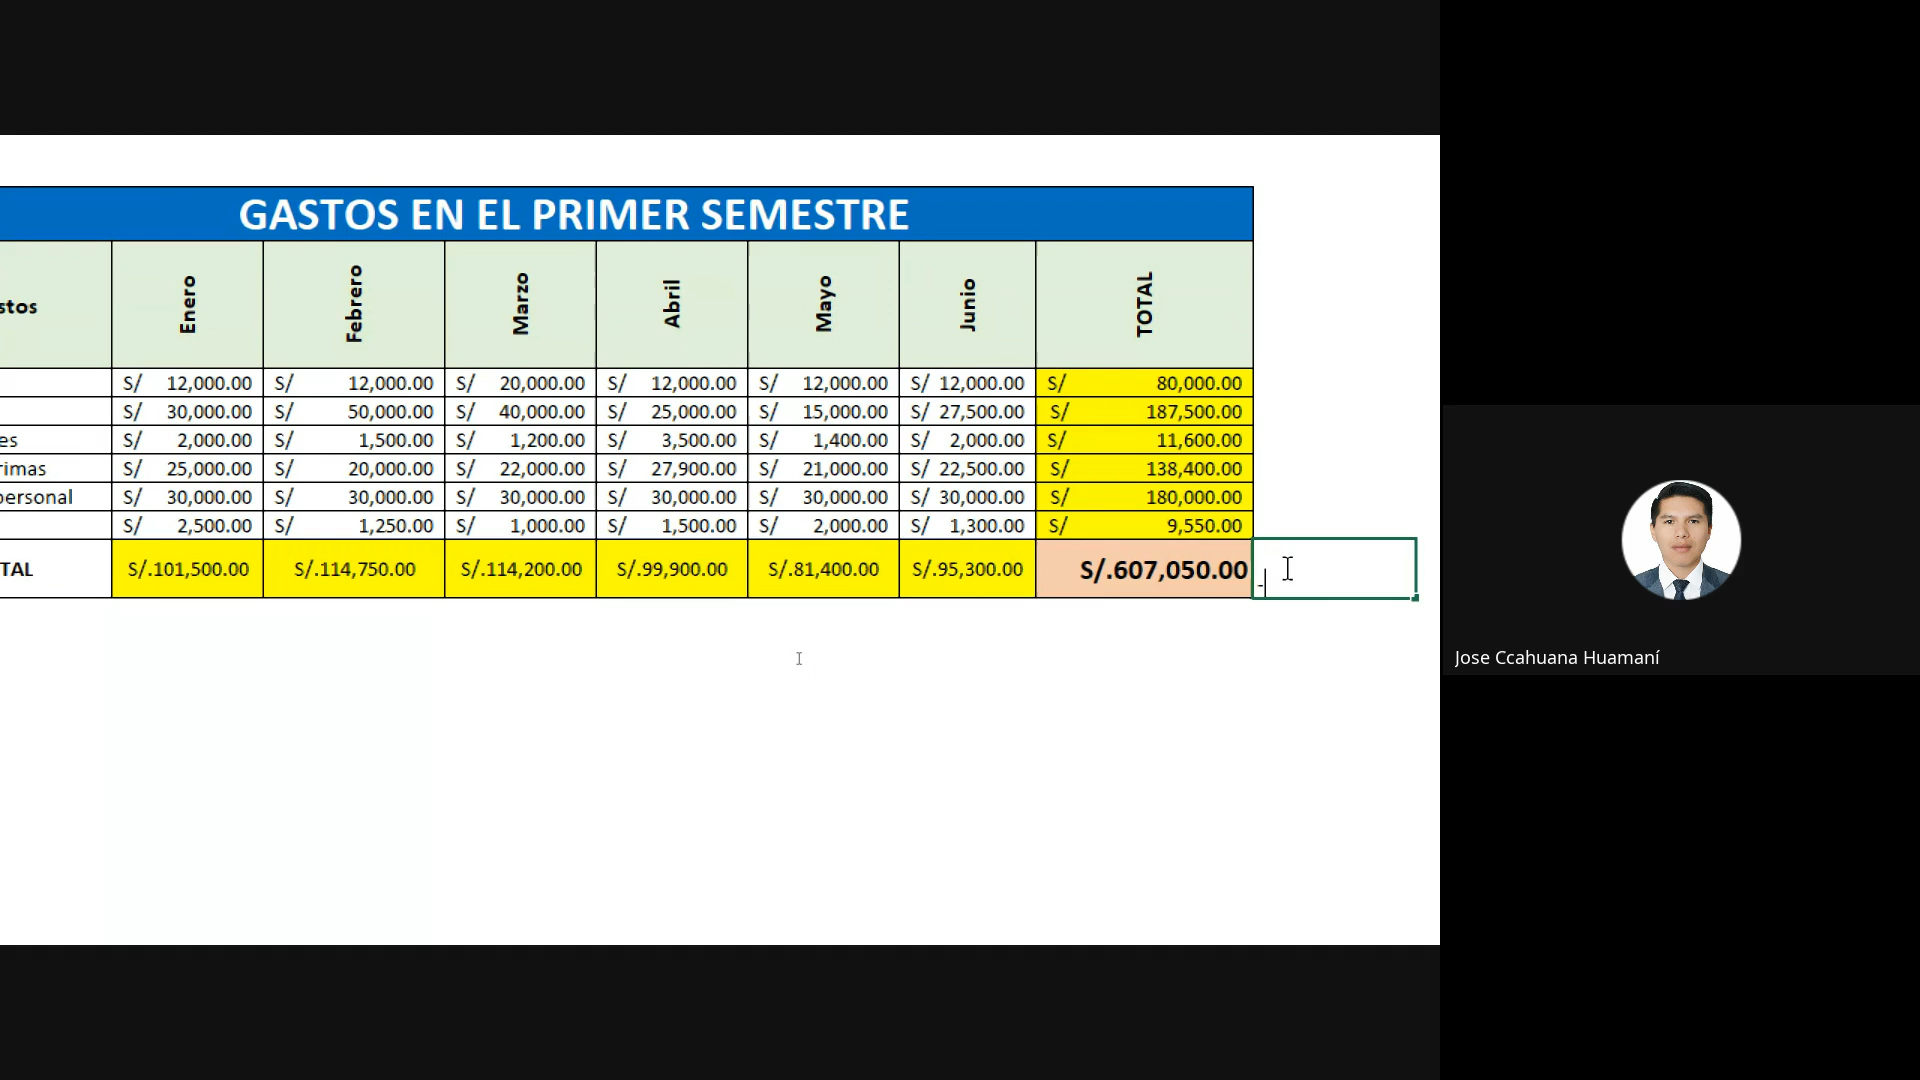 GASTOS EN EL PRIMER SEMESTRE
stos Enero Febrero Marzo Abril Mayo Junio TOTAL
S/ 12,000.00 S/ 12,000.00 S/ 20,000.00 S/ 12,000.00 S/ 12,000.00 S/ 12,000.00 S/ 80,000.00
S/ 30,000.00 S/ 50,000.00 S/ 40,000.00 S/ 25,000.00 S/ 15,000.00 S/ 27,500.00 S/ 187,500.00
es S/ 2,000.00 S/ 1,500.00 S/ 1,200.00 S/ 3,500.00 S/ 1,400.00 S/ 2,000.00 S/ 11,600.00
rimas S/ 25,000.00 S/ 20,000.00 S/ 22,000.00 S/ 27,900.00 S/ 21,000.00 S/ 22,500.00 S/ 138,400.00
personal S/ 30,000.00 S/ 30,000.00 S/ 30,000.00 S/ 30,000.00 S/ 30,000.00 S/ 30,000.00 S/ 180,000.00
S/ 2,500.00 S/ 1,250.00 S/ 1,000.00 S/ 1,500.00 S/ 2,000.00 S/ 1,300.00 S/ 9,550.00
TAL S/.101,500.00 S/.114,750.00 S/.114,200.00 S/.99,900.00 S/.81,400.00 S/.95,300.00 S/.607,050.00 -
Jose Ccahuana Huamaní